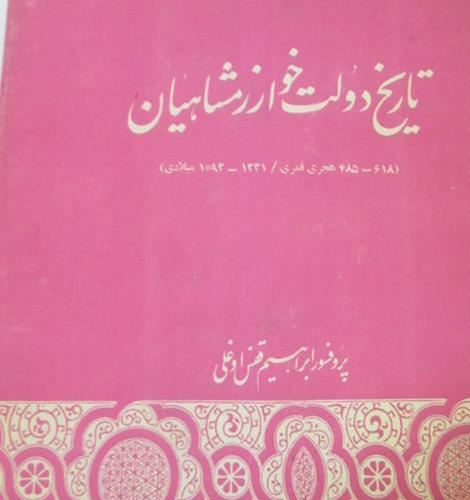 تاریخ دولت خوارزمشاهیان
(۶۱۸ – ۴۸۵ هجری قمری / ۱۲۲۱ – ۱۰۹۲ میلادی)
پروفسور ابراهیم قفس اوغلی